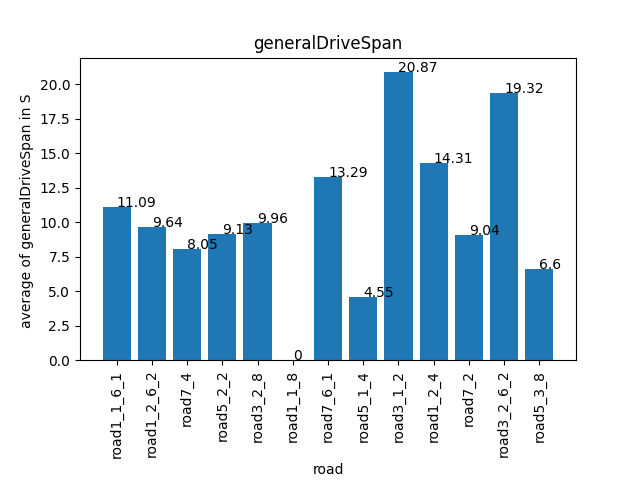 generalDriveSpan
average of generalDriveSpan in S
20.0
17.5
15.0
12.5
10.0
7.5
5.0
2.5
0.0
11.09
9.64
8.05
9.13
9.96
0
13.29
4.55
20.87
14.31
9.04
19.32
6.6
road1_1_6_1
road1_2_6_2
road7_4
road5_2_2
road3_2_8
road1_1_8
road7_6_1
road5_1_4
road3_1_2
road1_2_4
road7_2
road3_2_6_2
road5_3_8
road